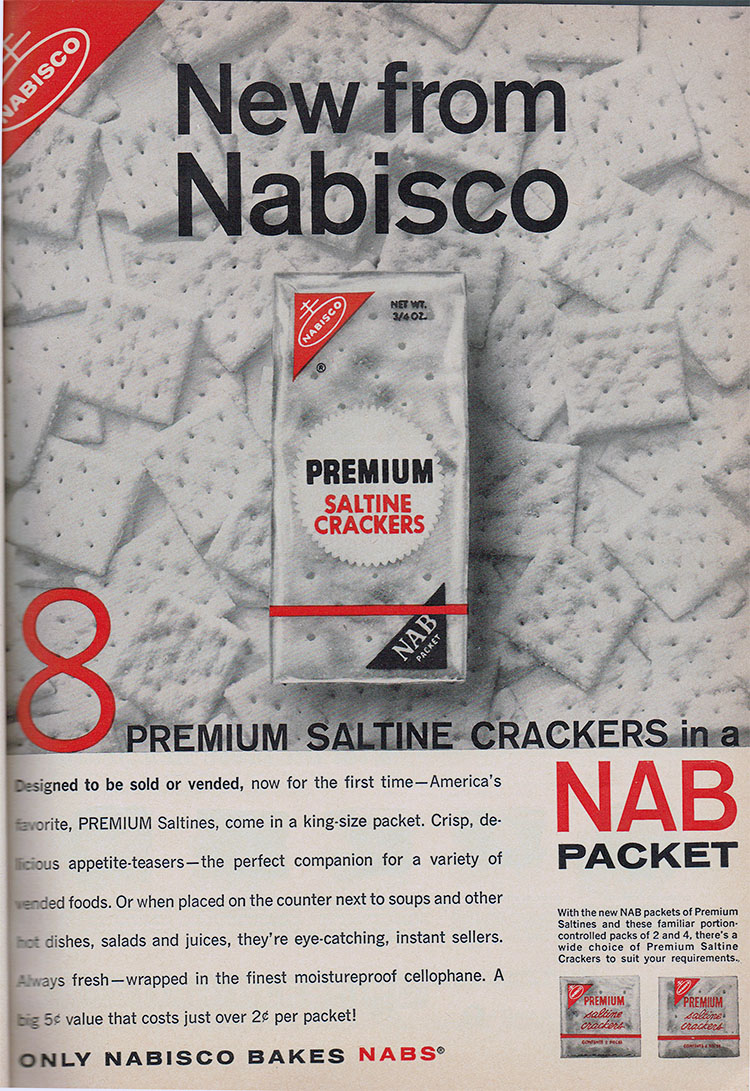 NABISCO
New from
Nabisco
NABISCO
®
NET WT.
3/4 OZ.
PREMIUM
SALTINE
CRACKERS
NAB
PACKET
8 PREMIUM SALTINE CRACKERS in a
NAB
PACKET
Designed to be sold or vended, now for the first time—America's
favorite, PREMIUM Saltines, come in a king-size packet. Crisp, de-
licious appetite-teasers—the perfect companion for a variety of
vended foods. Or when placed on the counter next to soups and other
hot dishes, salads and juices, they're eye-catching, instant sellers.
Always fresh—wrapped in the finest moistureproof cellophane. A
big 5¢ value that costs just over 2¢ per packet!
With the new NAB packets of Premium
Saltines and these familiar portion-
controlled packs of 2 and 4, there's a
wide choice of Premium Saltine
Crackers to suit your requirements.
PREMIUM
saltine
crackers
PREMIUM
saltine
crackers
ONLY NABISCO BAKES NABS®